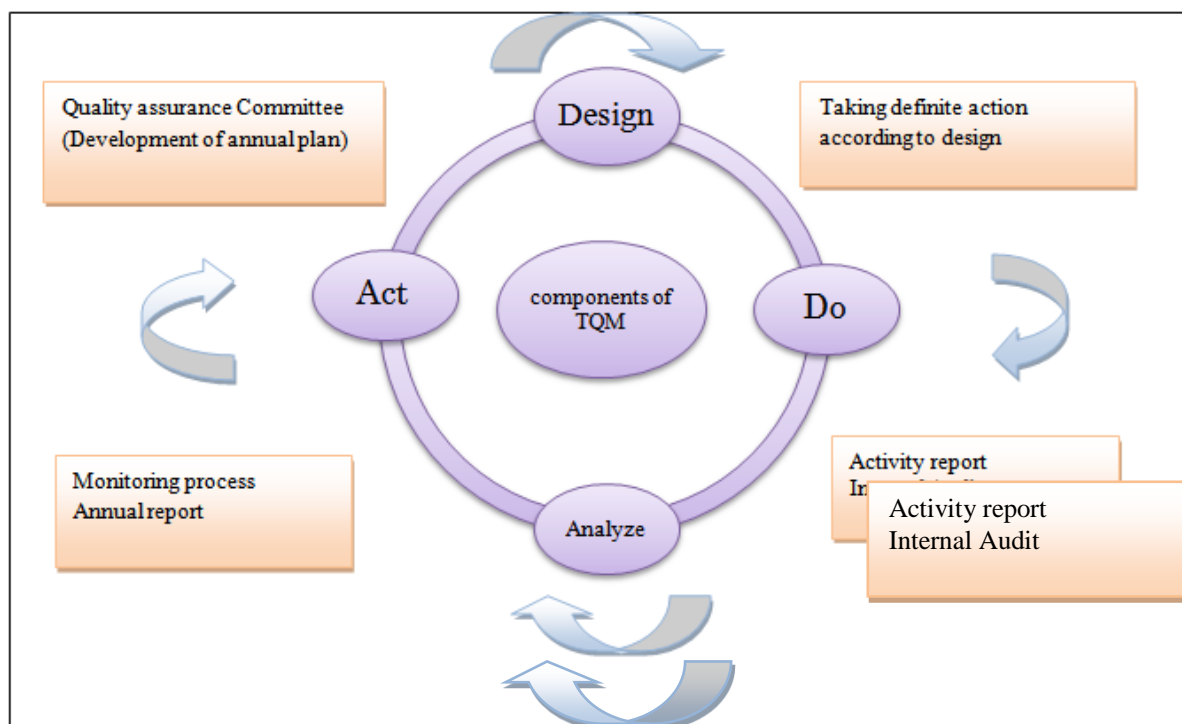 Design
Quality assurance Committee
(Development of annual plan)
Taking definite action
according to design
Act
components of
TQM
Do
Monitoring process
Annual report
Analyze
Activity report
Activity report
Internal Audit